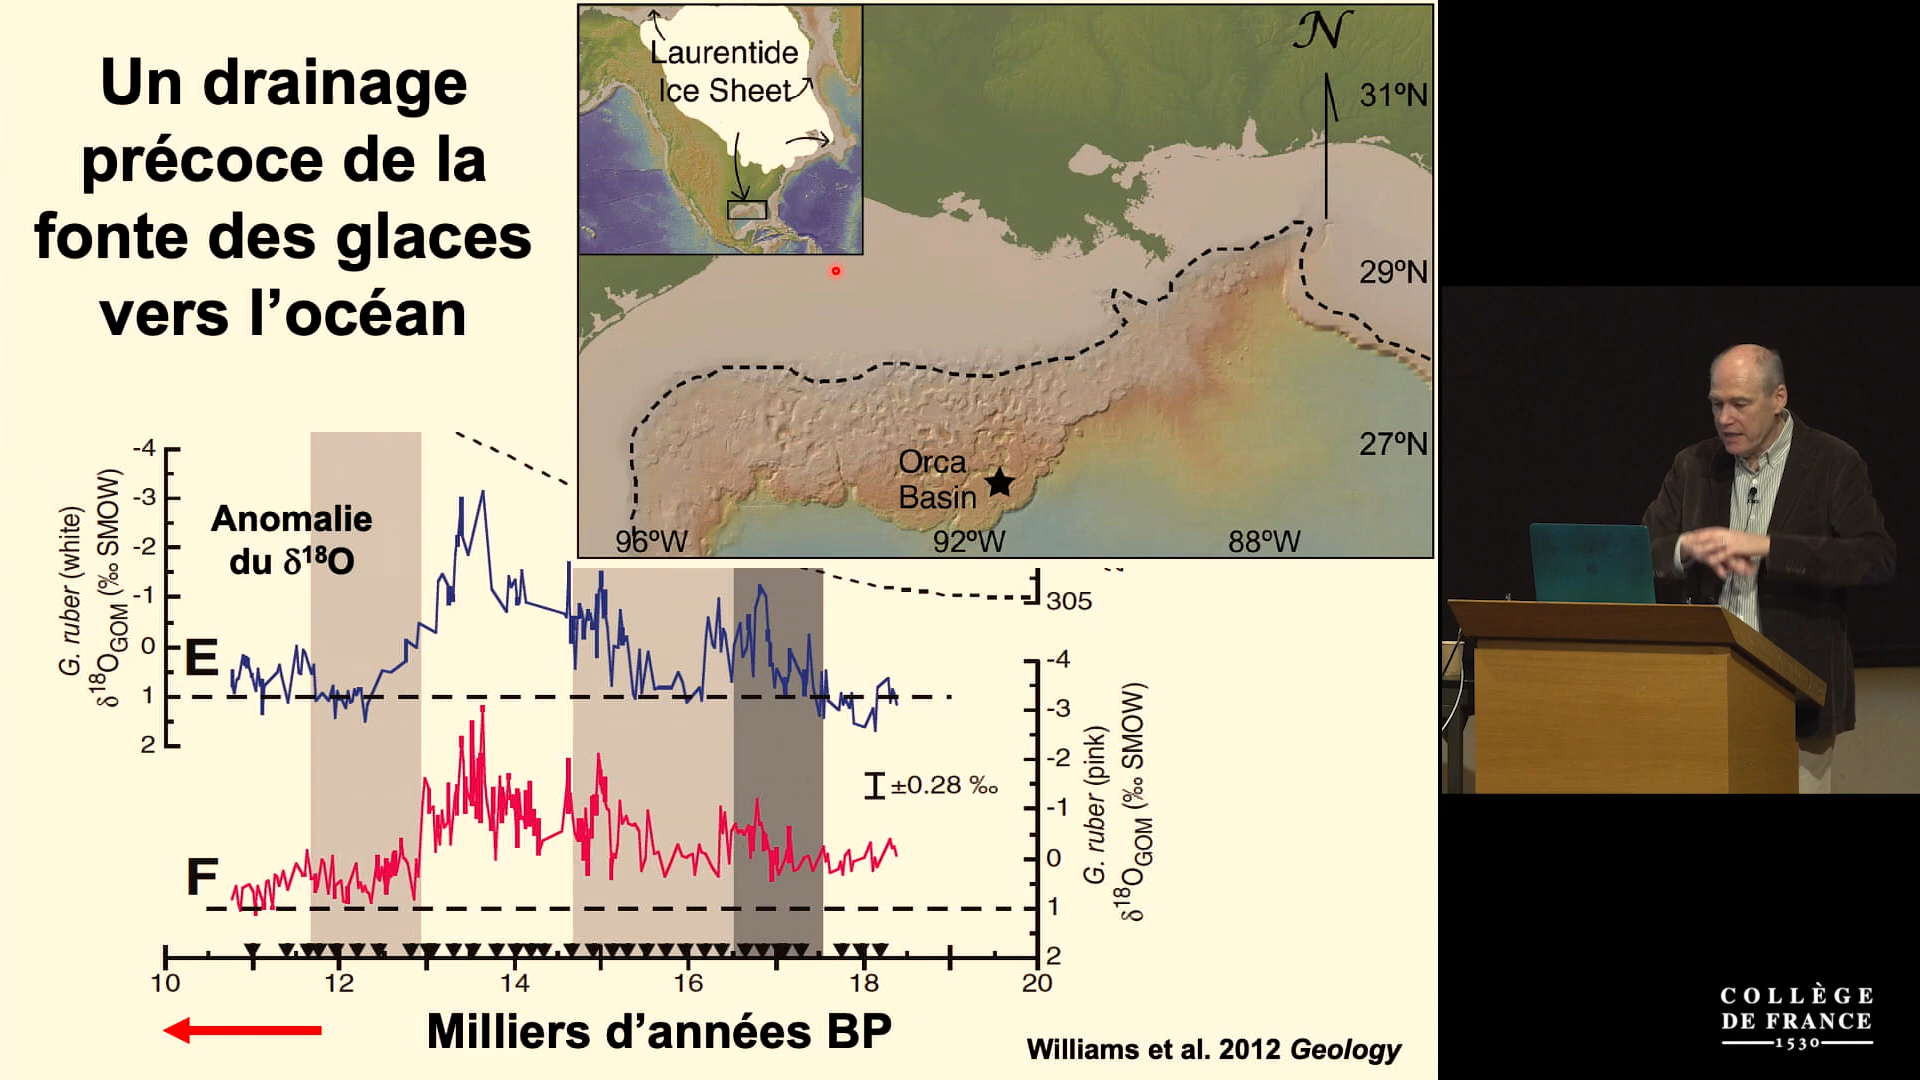 Un drainage
précoce de la
fonte des glaces
vers l'océan
Laurentide
Ice Sheet
N
31ºN
29ºN
27ºN
Orca
Basin
96ºW
92ºW
88ºW
-4
-3
-2
-1
0
1
2
G. ruber (white)
δ¹⁸O_GOM (‰ SMOW)
Anomalie
du δ¹⁸O
E
F
305
-4
-3
-2
-1
0
1
2
G. ruber (pink)
δ¹⁸O_GOM (‰ SMOW)
±0.28 ‰
10
12
14
16
18
20
Milliers d'années BP
Williams et al. 2012 Geology
COLLÈGE
DE FRANCE
1530